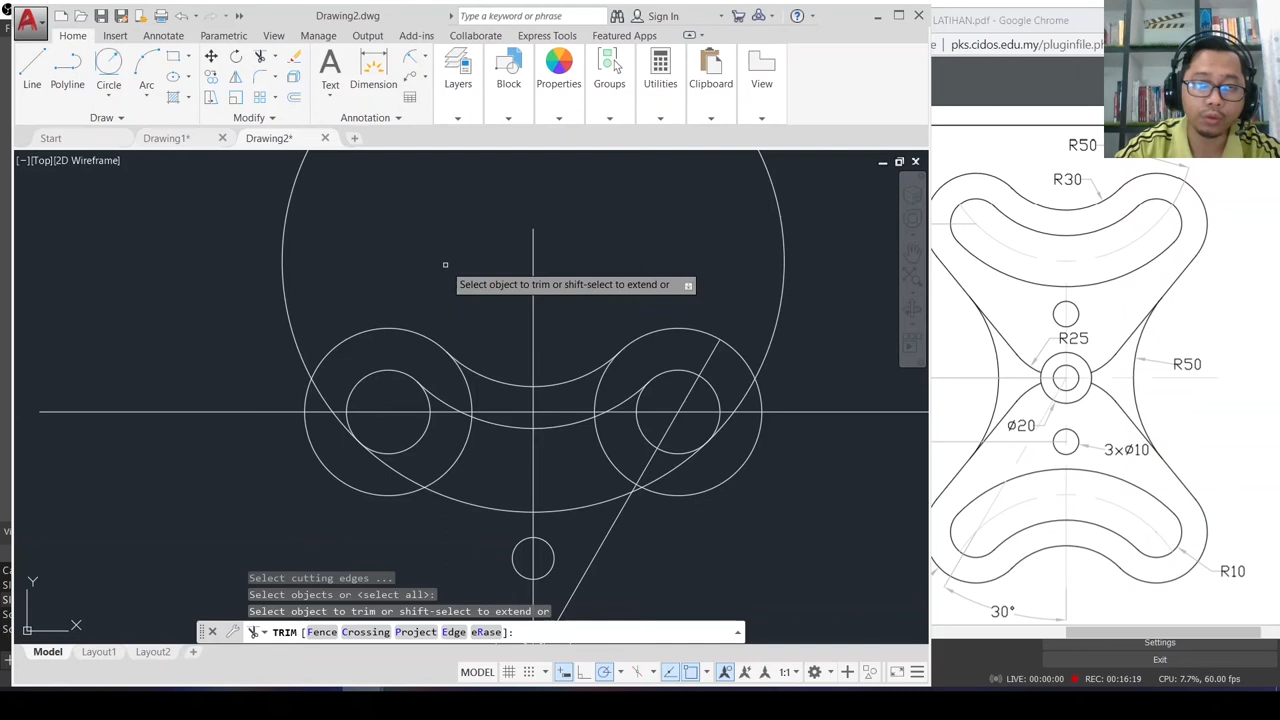 Drawing2.dwg
Type a keyword or phrase
Sign In
LATIHAN.pdf - Google Chrome
pks.cidos.edu.my/pluginfile.ph
Home Insert Annotate Parametric View Manage Output Add-ins Collaborate Express Tools Featured Apps
Line Polyline Circle Arc Text Dimension Layers Block Properties Groups Utilities Clipboard View
Draw Modify Annotation
Start Drawing1* Drawing2*
[−][Top][2D Wireframe]
R50
R30
Select object to trim or shift-select to extend or
R25
R50
ø20
3xø10
R10
30°
Y
X
Select cutting edges ...
Select objects or <select all>:
Select object to trim or shift-select to extend or
TRIM [Fence Crossing Project Edge eRase]:
Model Layout1 Layout2
MODEL
1:1
Settings
Exit
LIVE: 00:00:00 REC: 00:16:19 CPU: 7.7%, 60.00 fps